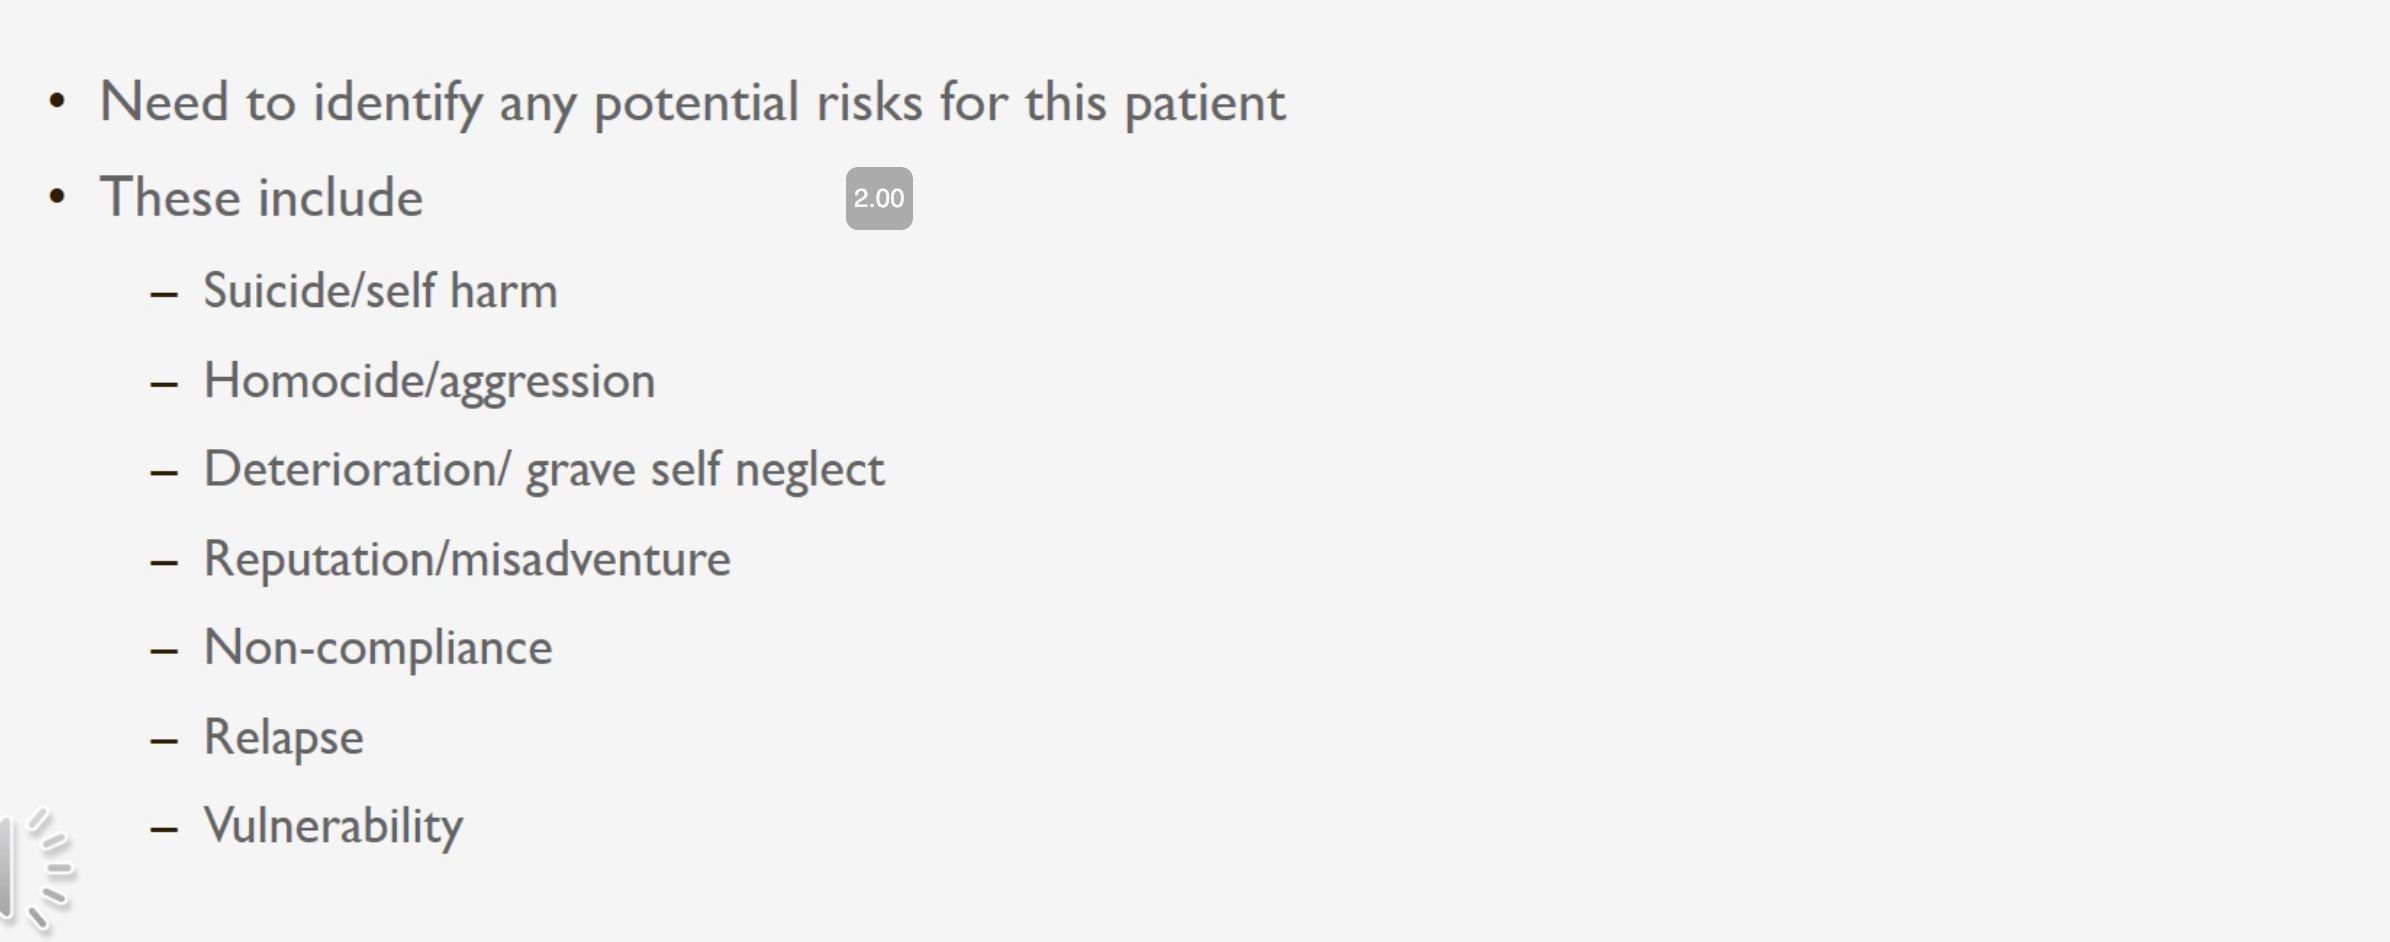 • Need to identify any potential risks for this patient
• These include
2.00
– Suicide/self harm
– Homocide/aggression
– Deterioration/ grave self neglect
– Reputation/misadventure
– Non-compliance
– Relapse
– Vulnerability